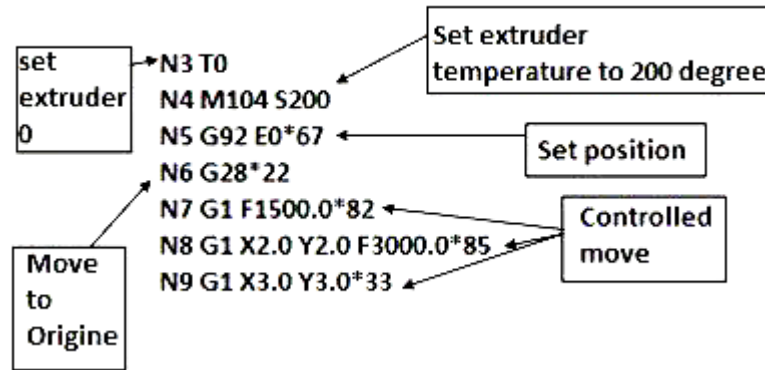 set
extruder
0
N3 T0
N4 M104 S200
N5 G92 E0*67
N6 G28*22
N7 G1 F1500.0*82
N8 G1 X2.0 Y2.0 F3000.0*85
N9 G1 X3.0 Y3.0*33
Set extruder
temperature to 200 degree
Set position
Controlled
move
Move
to
Origine